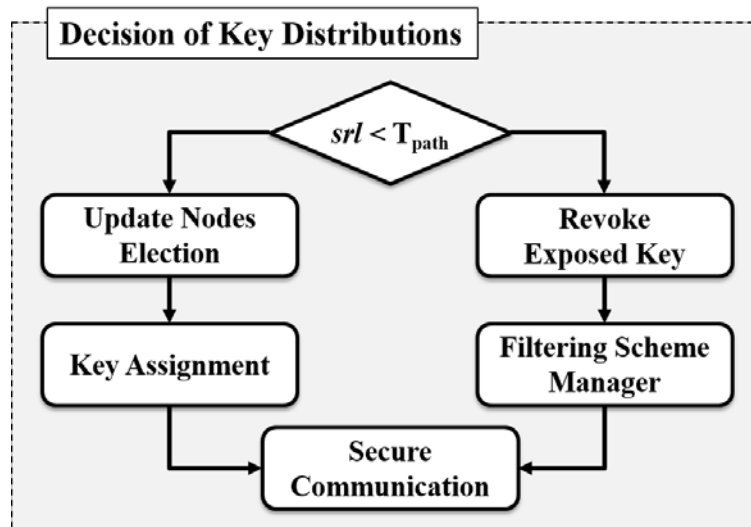 Decision of Key Distributions
srl < T_path
Update Nodes
Election
Revoke
Exposed Key
Key Assignment
Filtering Scheme
Manager
Secure
Communication